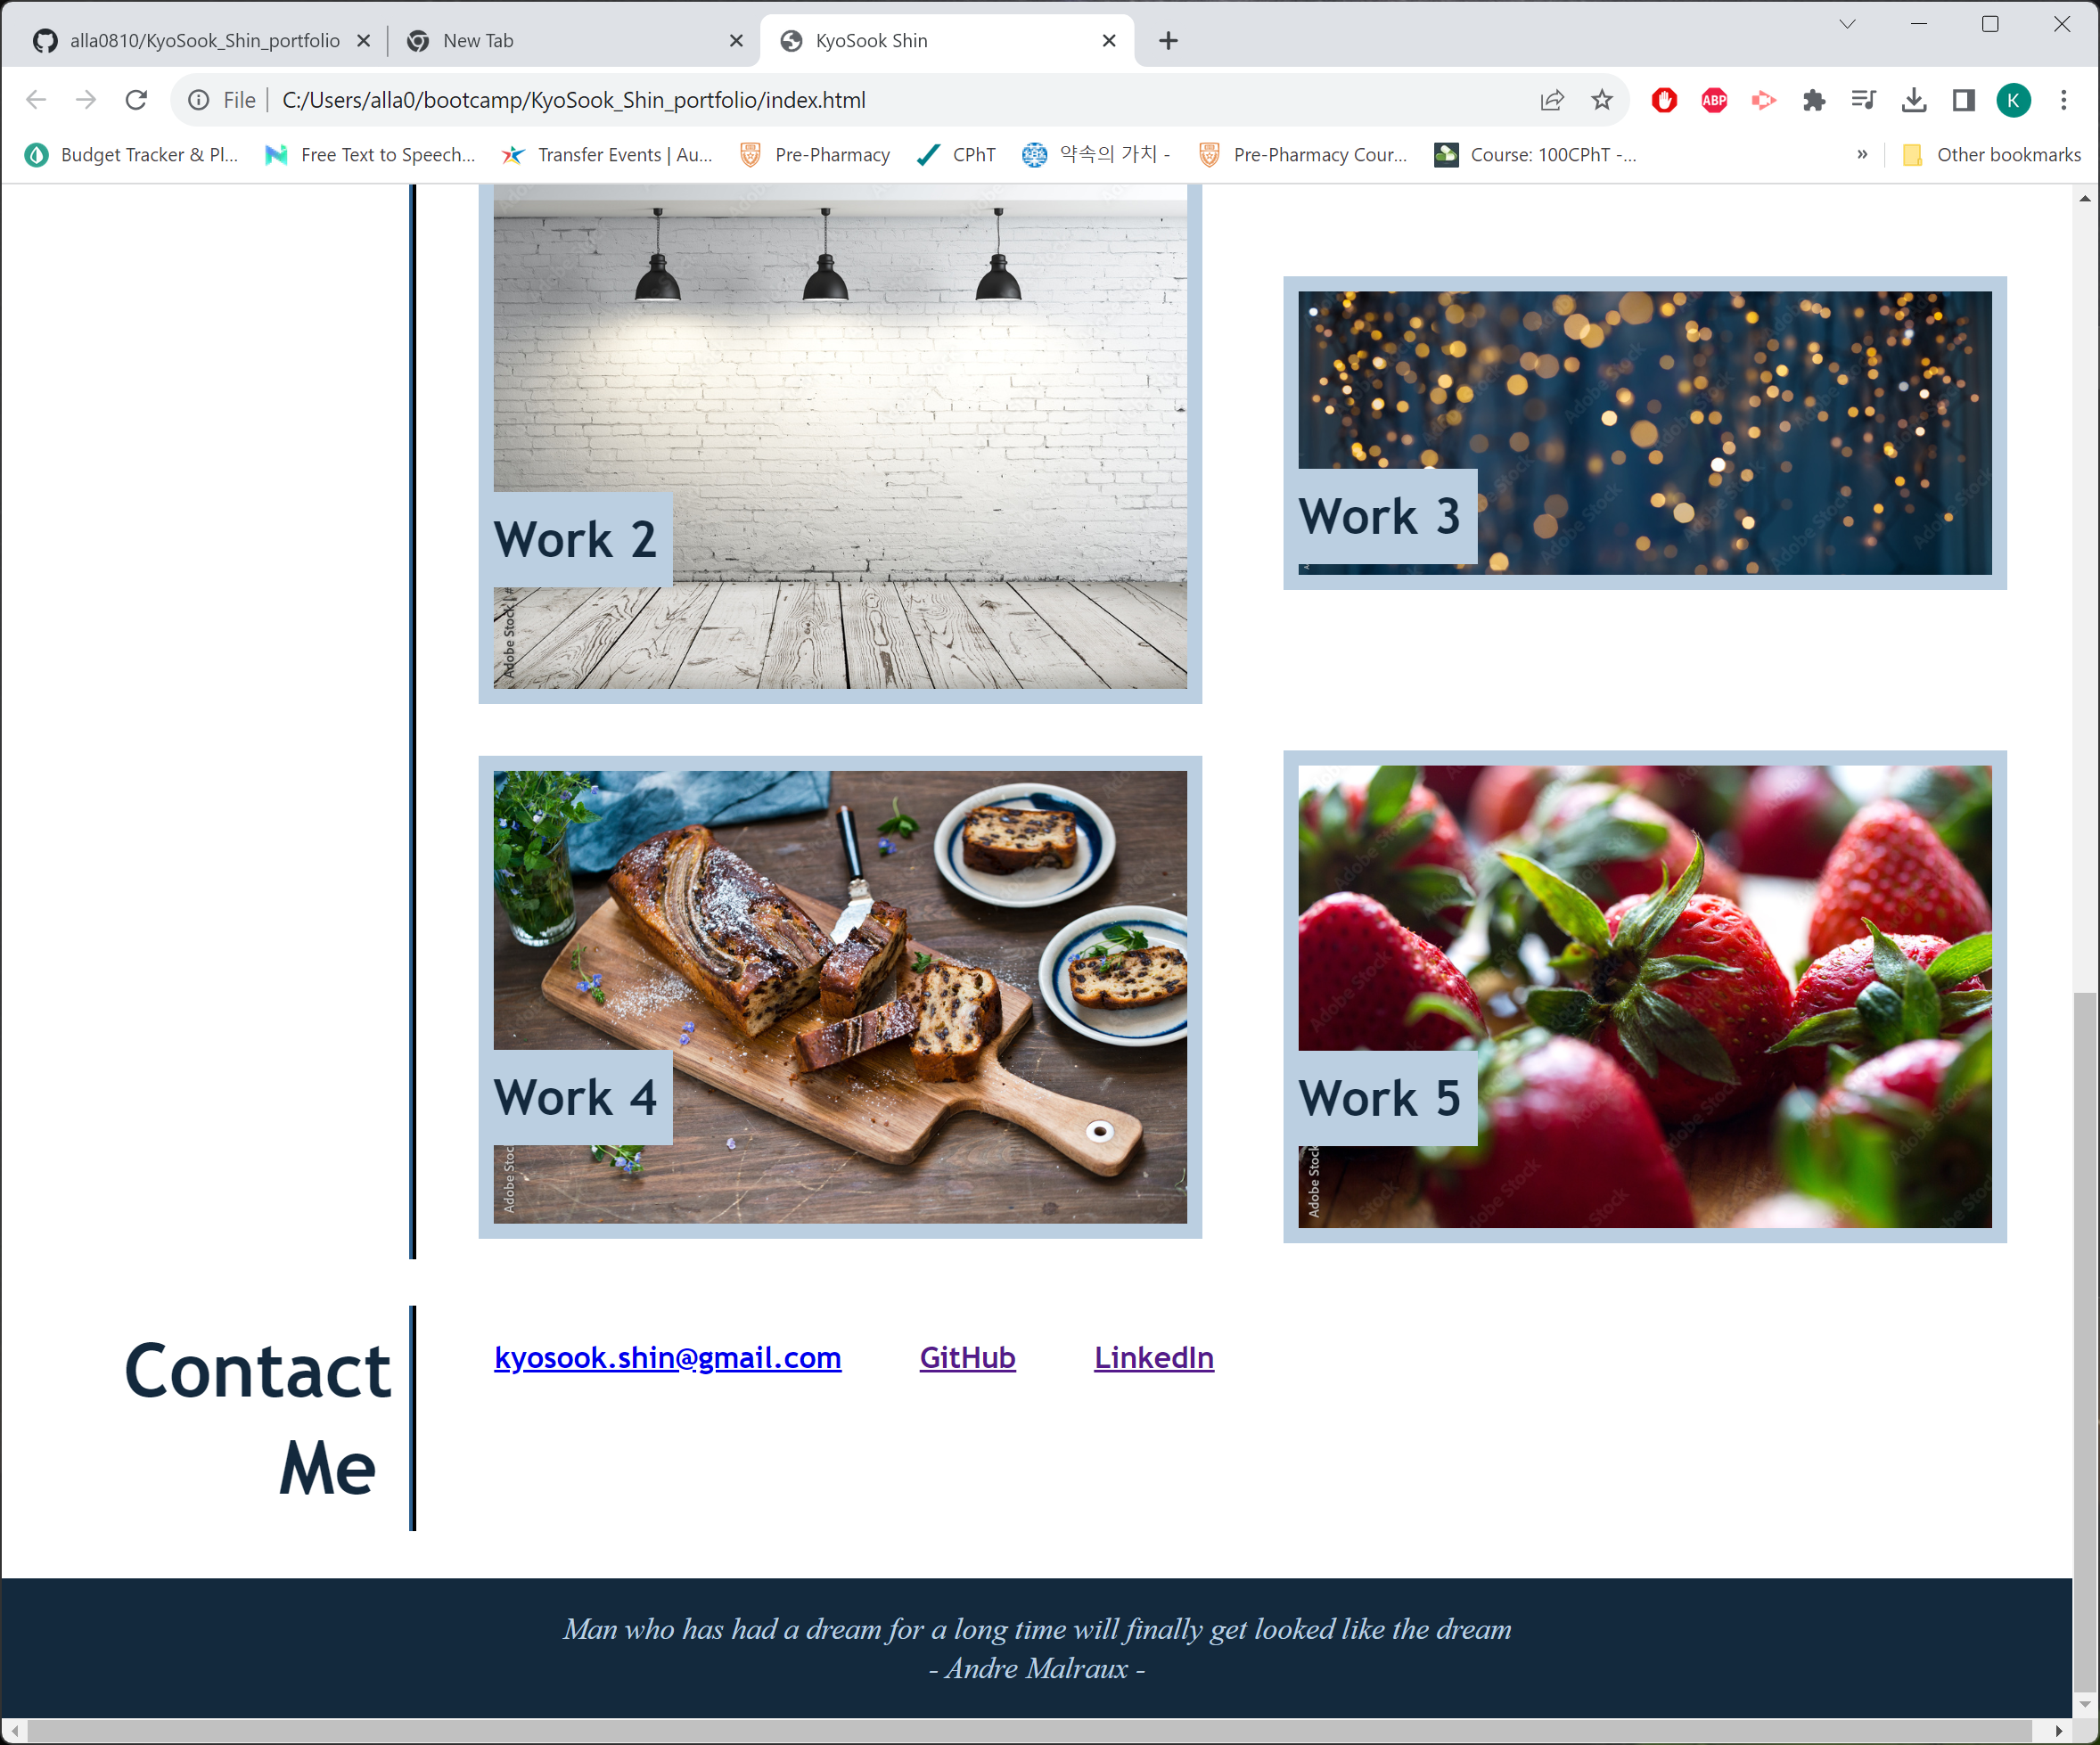 alla0810/KyoSook_Shin_portfolio
New Tab
KyoSook Shin
File
C:/Users/alla0/bootcamp/KyoSook_Shin_portfolio/index.html
ABP
K
Budget Tracker & Pl...
Free Text to Speech...
Transfer Events | Au...
Pre-Pharmacy
CPhT
약속의 가치 -
Pre-Pharmacy Cour...
Course: 100CPhT -...
»
Other bookmarks
Work 2
Adobe Stock | #
Work 3
Adobe Stock
Work 4
Adobe Stoc
Work 5
Adobe Stock
Contact
Me
kyosook.shin@gmail.com
GitHub
LinkedIn
Man who has had a dream for a long time will finally get looked like the dream
- Andre Malraux -